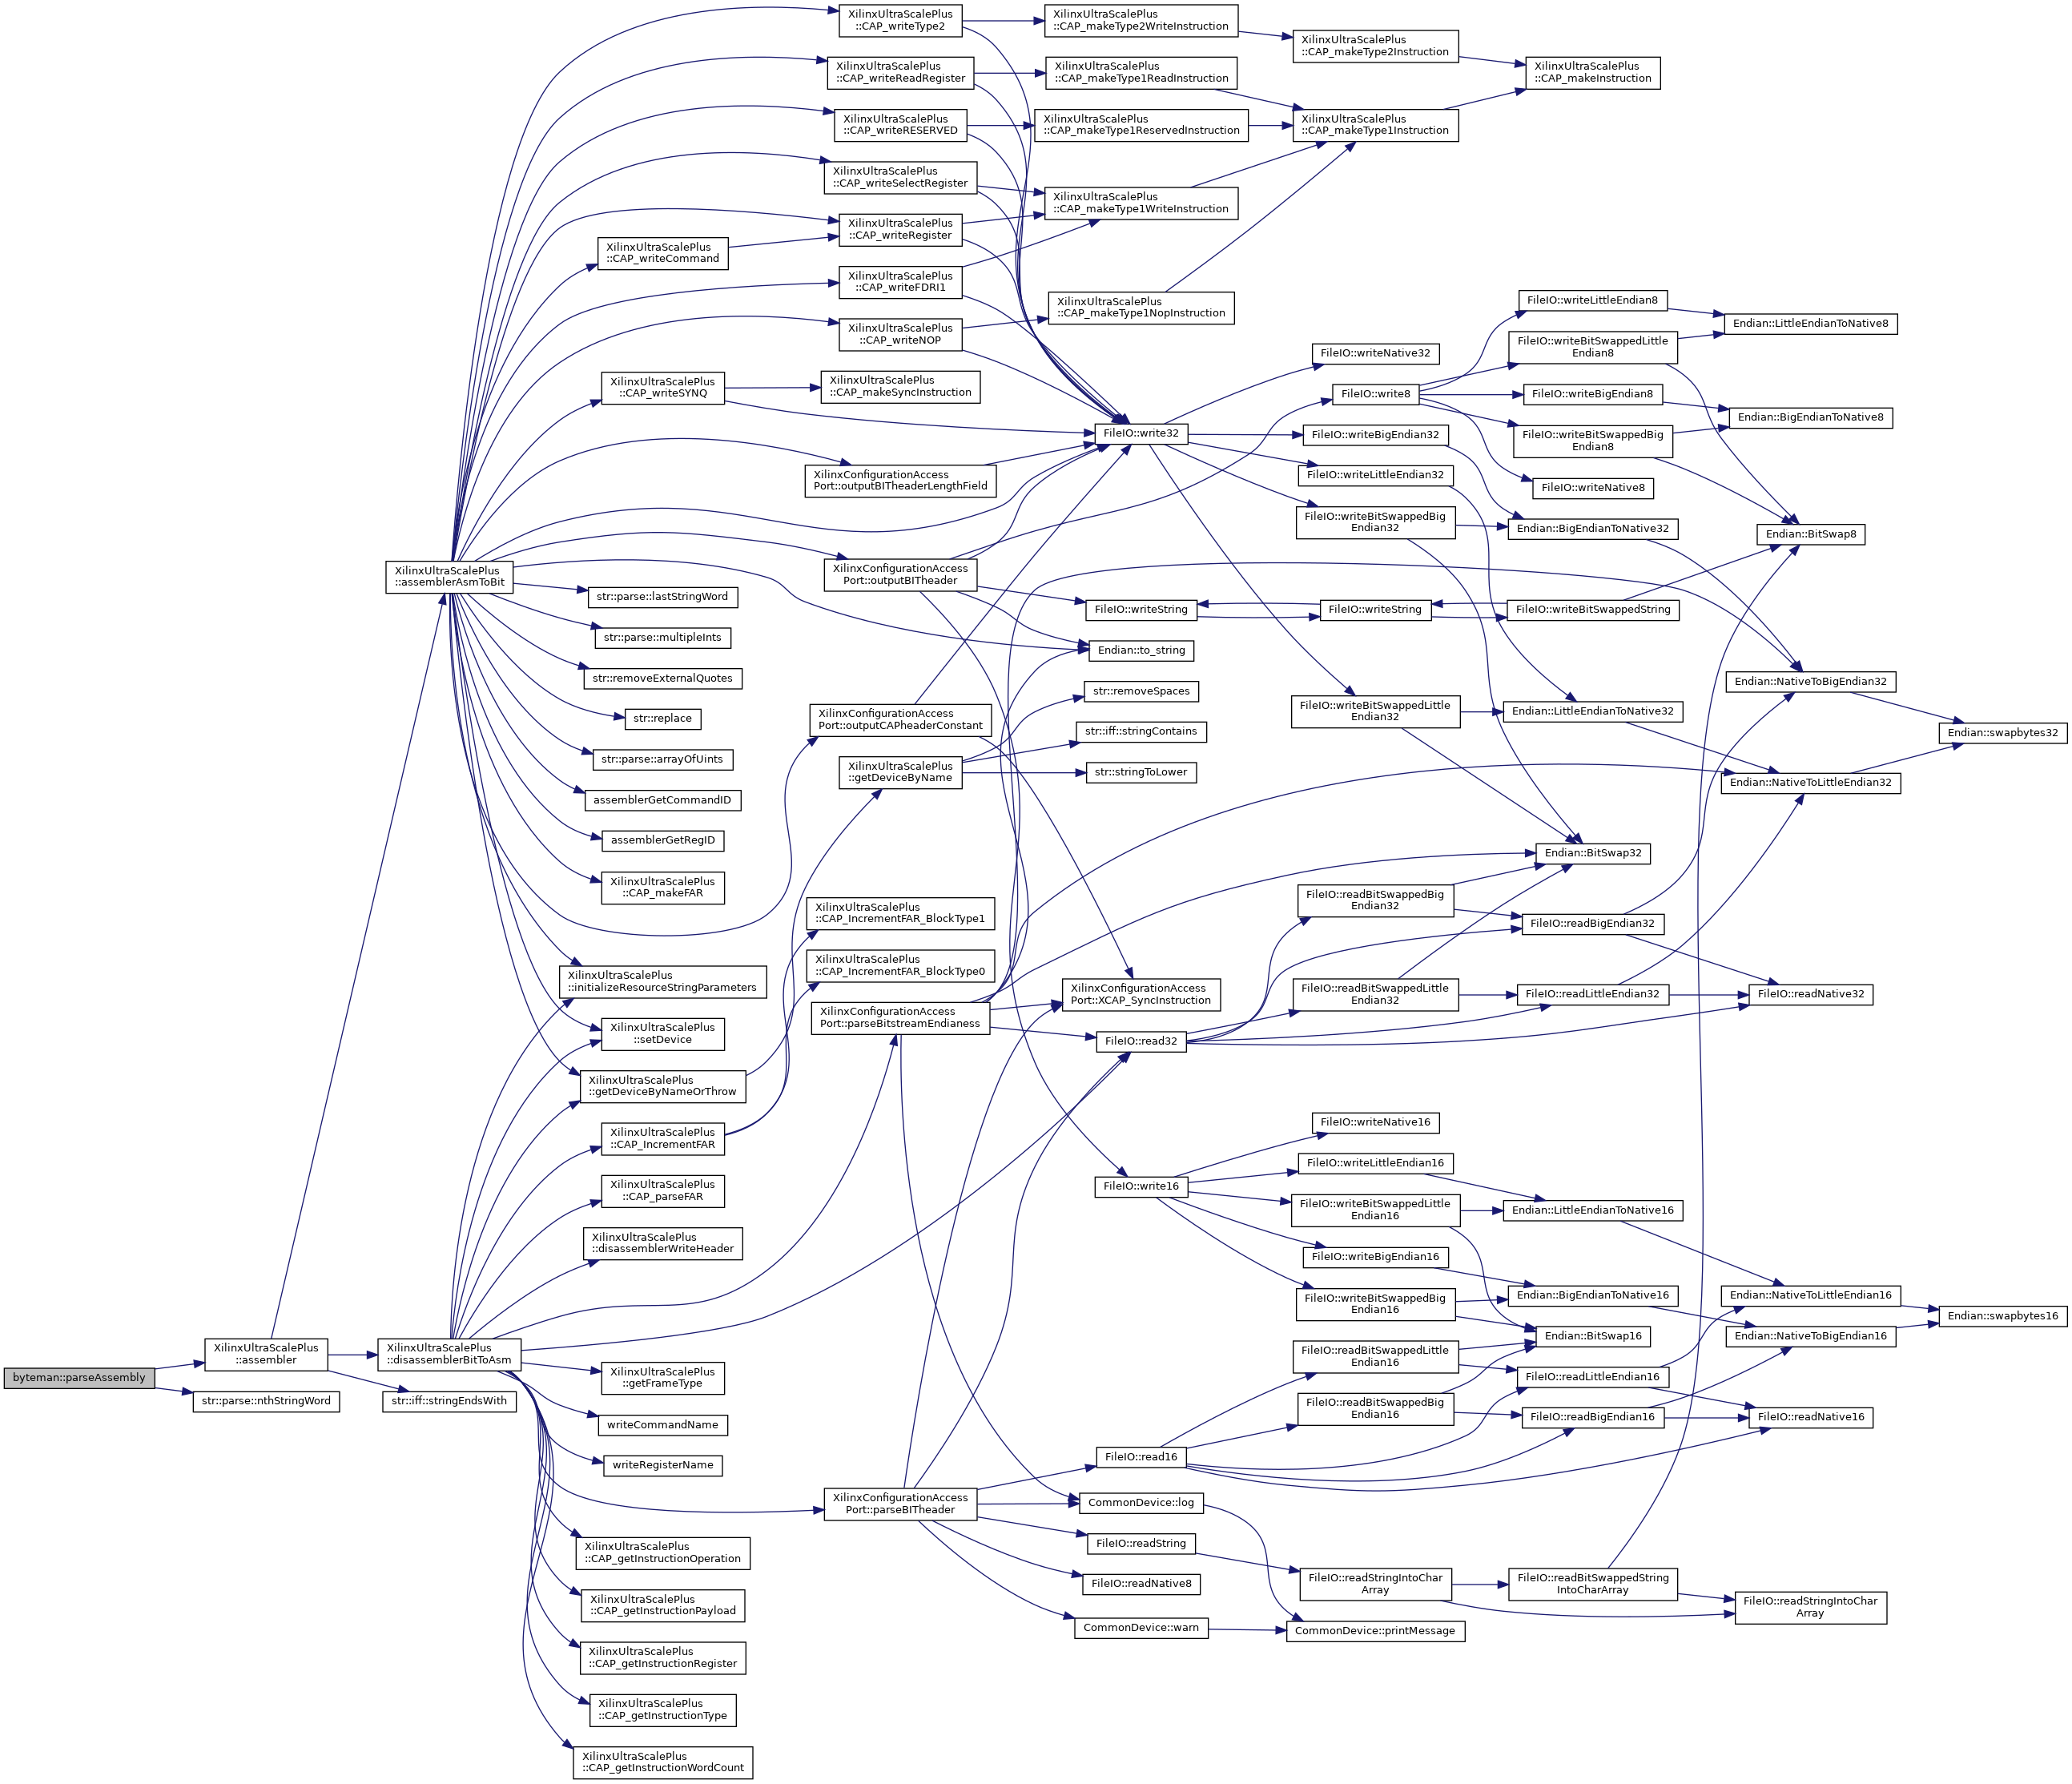 byteman::parseAssembly
XilinxUltraScalePlus
::assembler
str::parse::nthStringWord
XilinxUltraScalePlus
::assemblerAsmToBit
XilinxUltraScalePlus
::disassemblerBitToAsm
str::iff::stringEndsWith
XilinxUltraScalePlus
::CAP_writeCommand
XilinxUltraScalePlus
::CAP_writeSYNQ
str::parse::lastStringWord
str::parse::multipleInts
str::removeExternalQuotes
str::replace
str::parse::arrayOfUints
assemblerGetCommandID
assemblerGetRegID
XilinxUltraScalePlus
::CAP_makeFAR
XilinxUltraScalePlus
::initializeResourceStringParameters
XilinxUltraScalePlus
::setDevice
XilinxUltraScalePlus
::getDeviceByNameOrThrow
XilinxUltraScalePlus
::CAP_IncrementFAR
XilinxUltraScalePlus
::CAP_parseFAR
XilinxUltraScalePlus
::disassemblerWriteHeader
XilinxUltraScalePlus
::getFrameType
writeCommandName
writeRegisterName
XilinxUltraScalePlus
::CAP_getInstructionOperation
XilinxUltraScalePlus
::CAP_getInstructionPayload
XilinxUltraScalePlus
::CAP_getInstructionRegister
XilinxUltraScalePlus
::CAP_getInstructionType
XilinxUltraScalePlus
::CAP_getInstructionWordCount
XilinxUltraScalePlus
::CAP_writeType2
XilinxUltraScalePlus
::CAP_writeReadRegister
XilinxUltraScalePlus
::CAP_writeRESERVED
XilinxUltraScalePlus
::CAP_writeSelectRegister
XilinxUltraScalePlus
::CAP_writeRegister
XilinxUltraScalePlus
::CAP_writeFDRI1
XilinxUltraScalePlus
::CAP_writeNOP
XilinxUltraScalePlus
::CAP_makeSyncInstruction
XilinxConfigurationAccess
Port::outputBITheaderLengthField
XilinxConfigurationAccess
Port::outputBITheader
XilinxConfigurationAccess
Port::outputCAPheaderConstant
XilinxUltraScalePlus
::getDeviceByName
XilinxUltraScalePlus
::CAP_IncrementFAR_BlockType1
XilinxUltraScalePlus
::CAP_IncrementFAR_BlockType0
XilinxConfigurationAccess
Port::parseBitstreamEndianess
XilinxConfigurationAccess
Port::parseBITheader
XilinxUltraScalePlus
::CAP_makeType2WriteInstruction
XilinxUltraScalePlus
::CAP_makeType1ReadInstruction
XilinxUltraScalePlus
::CAP_makeType1ReservedInstruction
XilinxUltraScalePlus
::CAP_makeType1WriteInstruction
XilinxUltraScalePlus
::CAP_makeType1NopInstruction
FileIO::write32
FileIO::writeString
Endian::to_string
str::removeSpaces
str::iff::stringContains
str::stringToLower
XilinxConfigurationAccess
Port::XCAP_SyncInstruction
FileIO::read32
FileIO::write16
FileIO::read16
CommonDevice::log
FileIO::readString
FileIO::readNative8
CommonDevice::warn
XilinxUltraScalePlus
::CAP_makeType2Instruction
XilinxUltraScalePlus
::CAP_makeType1Instruction
FileIO::writeNative32
FileIO::write8
FileIO::writeBigEndian32
FileIO::writeLittleEndian32
FileIO::writeBitSwappedBig
Endian32
FileIO::writeString
FileIO::writeBitSwappedLittle
Endian32
FileIO::readBitSwappedBig
Endian32
FileIO::readBitSwappedLittle
Endian32
FileIO::writeNative16
FileIO::writeLittleEndian16
FileIO::writeBitSwappedLittle
Endian16
FileIO::writeBigEndian16
FileIO::writeBitSwappedBig
Endian16
FileIO::readBitSwappedLittle
Endian16
FileIO::readBitSwappedBig
Endian16
FileIO::readStringIntoChar
Array
CommonDevice::printMessage
XilinxUltraScalePlus
::CAP_makeInstruction
FileIO::writeLittleEndian8
FileIO::writeBitSwappedLittle
Endian8
FileIO::writeBigEndian8
FileIO::writeBitSwappedBig
Endian8
FileIO::writeNative8
Endian::BigEndianToNative32
FileIO::writeBitSwappedString
Endian::LittleEndianToNative32
Endian::BitSwap32
FileIO::readBigEndian32
FileIO::readLittleEndian32
Endian::LittleEndianToNative16
Endian::BigEndianToNative16
Endian::BitSwap16
FileIO::readLittleEndian16
FileIO::readBigEndian16
FileIO::readBitSwappedString
IntoCharArray
Endian::LittleEndianToNative8
Endian::BigEndianToNative8
Endian::BitSwap8
Endian::NativeToBigEndian32
Endian::NativeToLittleEndian32
FileIO::readNative32
Endian::NativeToLittleEndian16
Endian::NativeToBigEndian16
FileIO::readNative16
FileIO::readStringIntoChar
Array
Endian::swapbytes32
Endian::swapbytes16